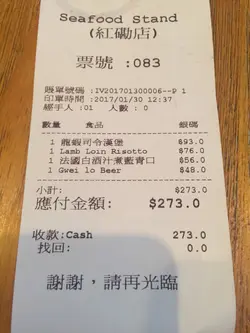 Seafood Stand
(紅磡店)
票號 :083
賬單號碼 :IV201701300006--P 1
印單時間 :2017/01/30 12:37
經手人 :01 人數 : 0
數量 食品 銀碼
1 龍蝦司令漢堡 $93.0
1 Lamb Loin Risotto $76.0
1 法國白酒汁煮藍青口 $56.0
1 Gwei lo Beer $48.0
小計: $273.0
應付金額: $273.0
收款:Cash 273.0
找回: 0.0
謝謝，請再光臨